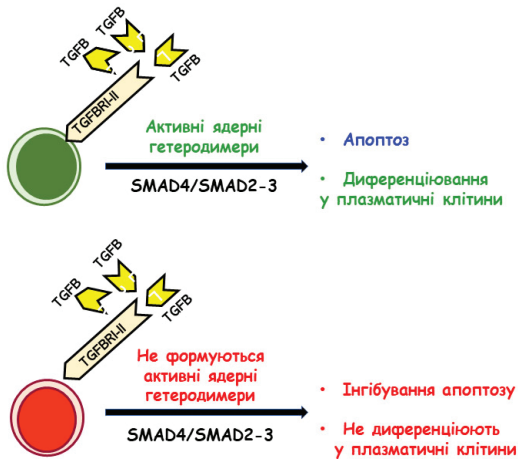 TGFB
TGFB
TGFB
TGFBRI-II
Активні ядерні
гетеродимери
SMAD4/SMAD2-3
• Апоптоз
• Диференціювання
у плазматичні клітини
TGFB
TGFB
TGFB
TGFBRI-II
Не формуються
активні ядерні
гетеродимери
SMAD4/SMAD2-3
• Інгібування апоптозу
• Не диференціюють
у плазматичні клітини